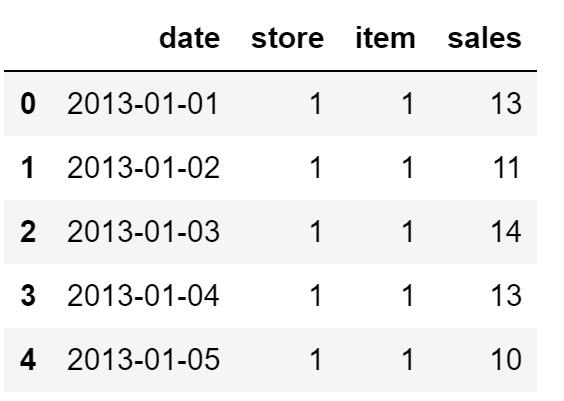 date store item sales
0 2013-01-01 1 1 13
1 2013-01-02 1 1 11
2 2013-01-03 1 1 14
3 2013-01-04 1 1 13
4 2013-01-05 1 1 10